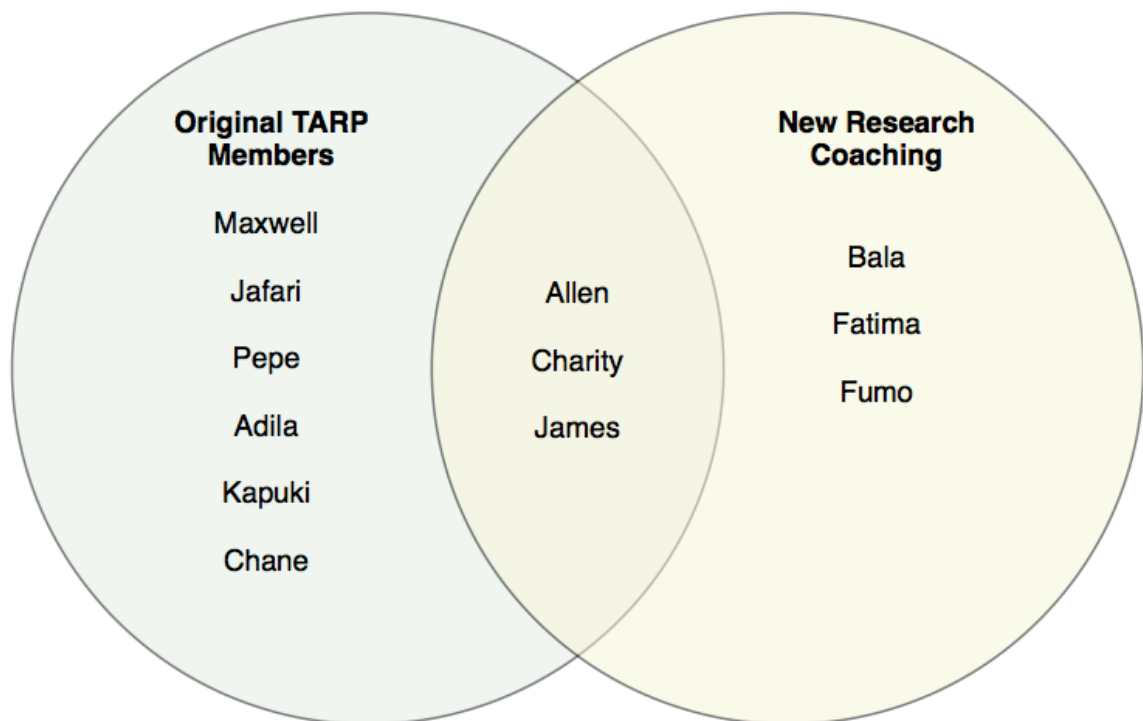 Original TARP
Members
Maxwell
Jafari
Pepe
Adila
Kapuki
Chane
Allen
Charity
James
New Research
Coaching
Bala
Fatima
Fumo